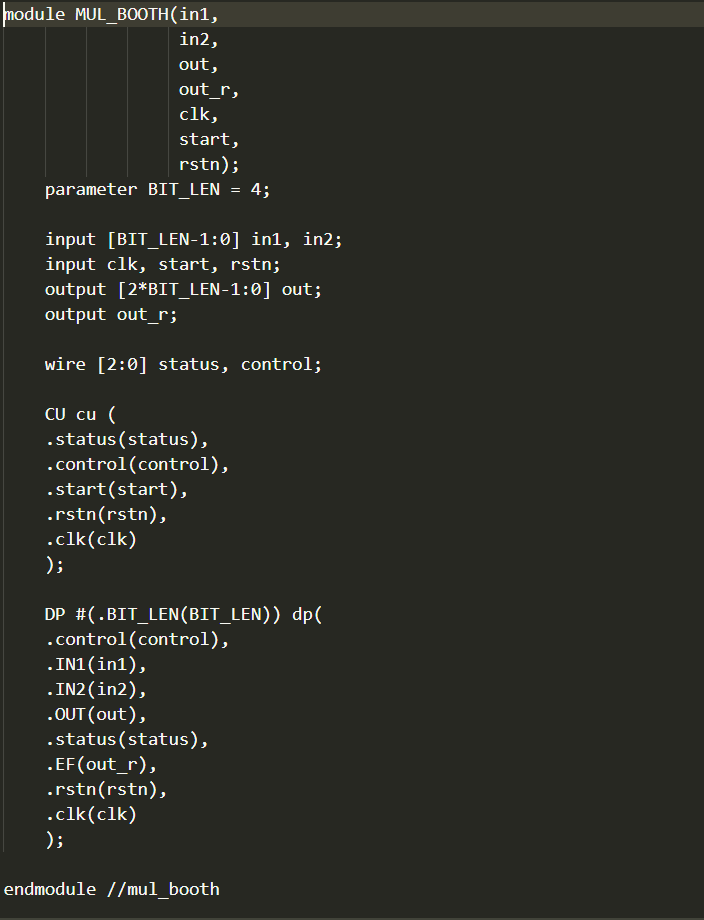 module MUL_BOOTH(in1,
in2,
out,
out_r,
clk,
start,
rstn);
parameter BIT_LEN = 4;
input [BIT_LEN-1:0] in1, in2;
input clk, start, rstn;
output [2*BIT_LEN-1:0] out;
output out_r;
wire [2:0] status, control;
CU cu (
.status(status),
.control(control),
.start(start),
.rstn(rstn),
.clk(clk)
);
DP #(.BIT_LEN(BIT_LEN)) dp(
.control(control),
.IN1(in1),
.IN2(in2),
.OUT(out),
.status(status),
.EF(out_r),
.rstn(rstn),
.clk(clk)
);
endmodule //mul_booth